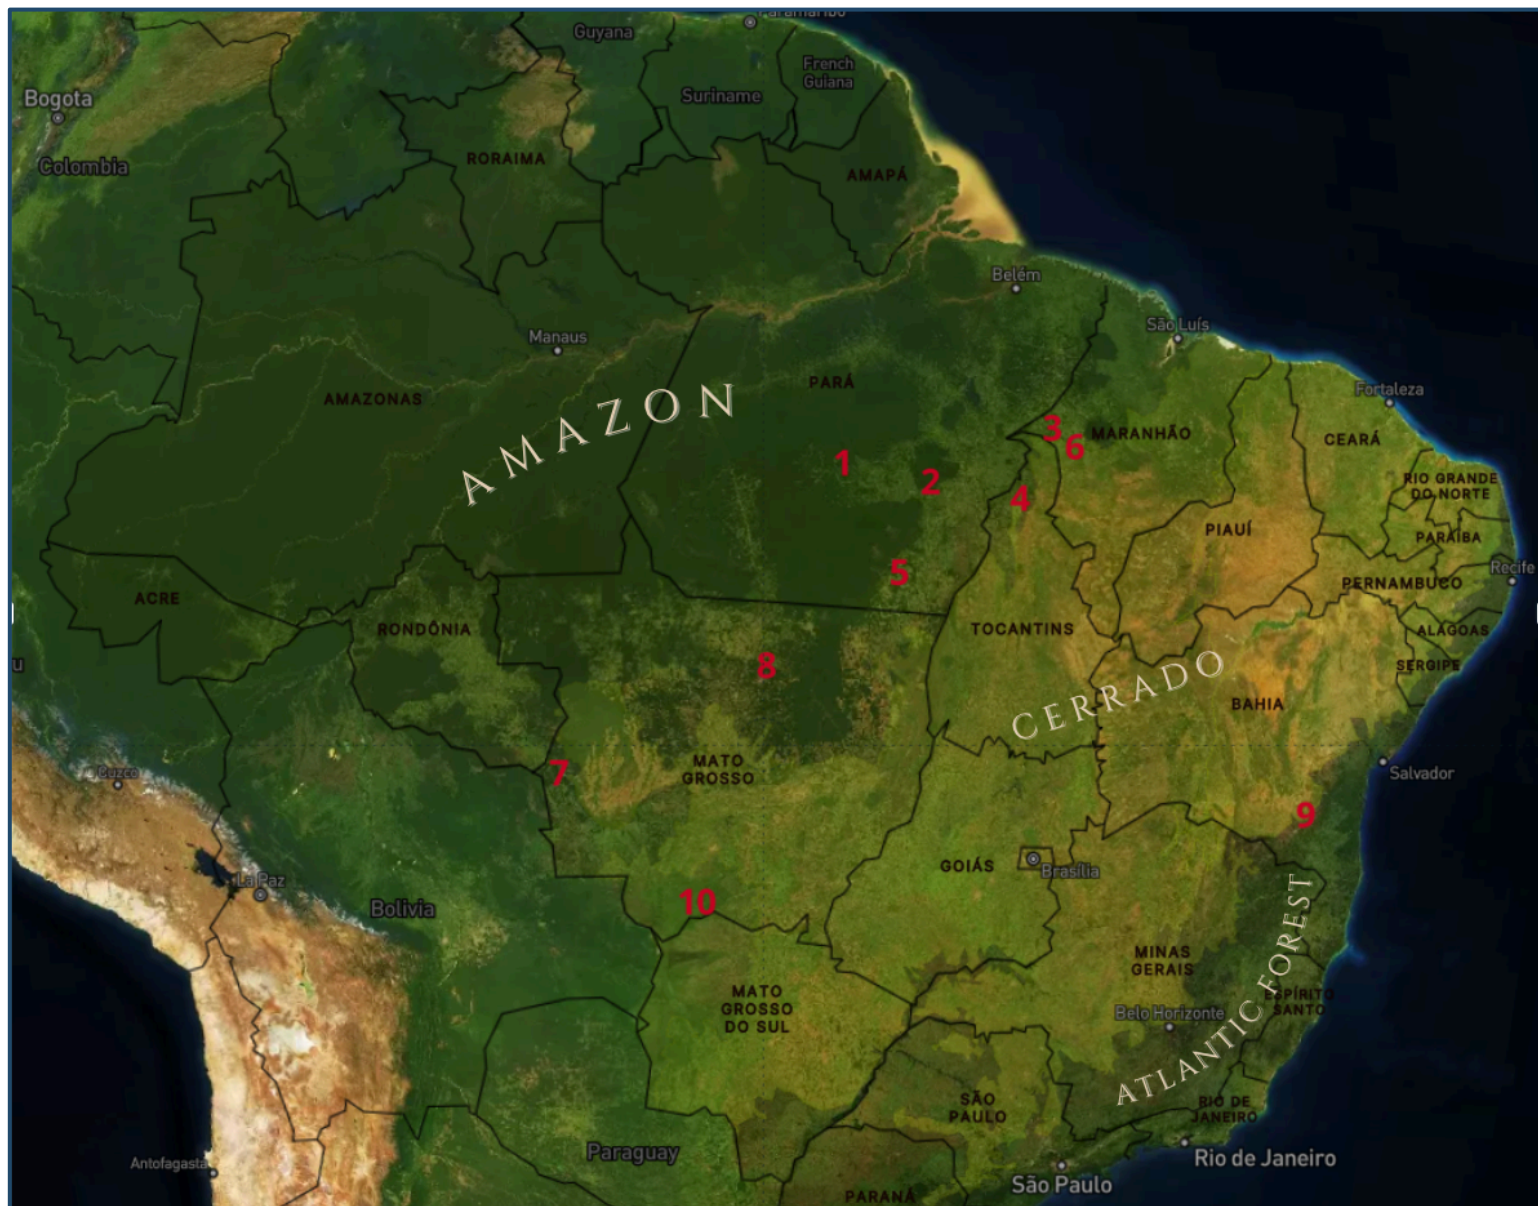 Paramaribo
Guyana
French
Guiana
Suriname
Bogota
Colombia
RORAIMA
AMAPÁ
Belém
São Luís
Manaus
PARÁ
AMAZONAS
AMAZON
Fortaleza
1
2
3
6
MARANHÃO
CEARÁ
4
RIO GRANDE
DO NORTE
PIAUÍ
PARAÍBA
5
Recife
PERNAMBUCO
ACRE
RONDÔNIA
TOCANTINS
ALAGOAS
SERGIPE
8
CERRADO
BAHIA
u
MATO
GROSSO
7
Cuzco
Salvador
9
GOIÁS
Brasília
La Paz
Bolivia
10
MINAS
GERAIS
MATO
GROSSO
DO SUL
ESPÍRITO
SANTO
Belo Horizonte
ATLANTIC FOREST
SÃO
PAULO
RIO DE
JANEIRO
Paraguay
Antofagasta
Rio de Janeiro
São Paulo
PARANÁ